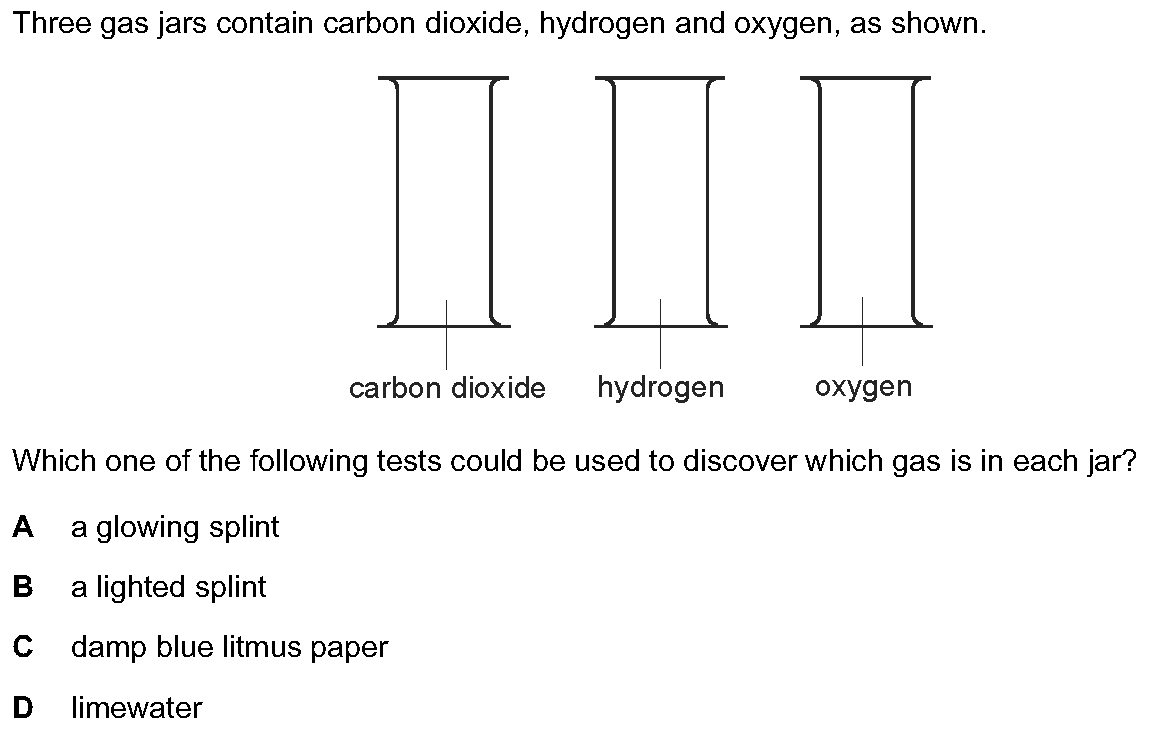 Three gas jars contain carbon dioxide, hydrogen and oxygen, as shown.
carbon dioxide hydrogen oxygen
Which one of the following tests could be used to discover which gas is in each jar?
A a glowing splint
B a lighted splint
C damp blue litmus paper
D limewater